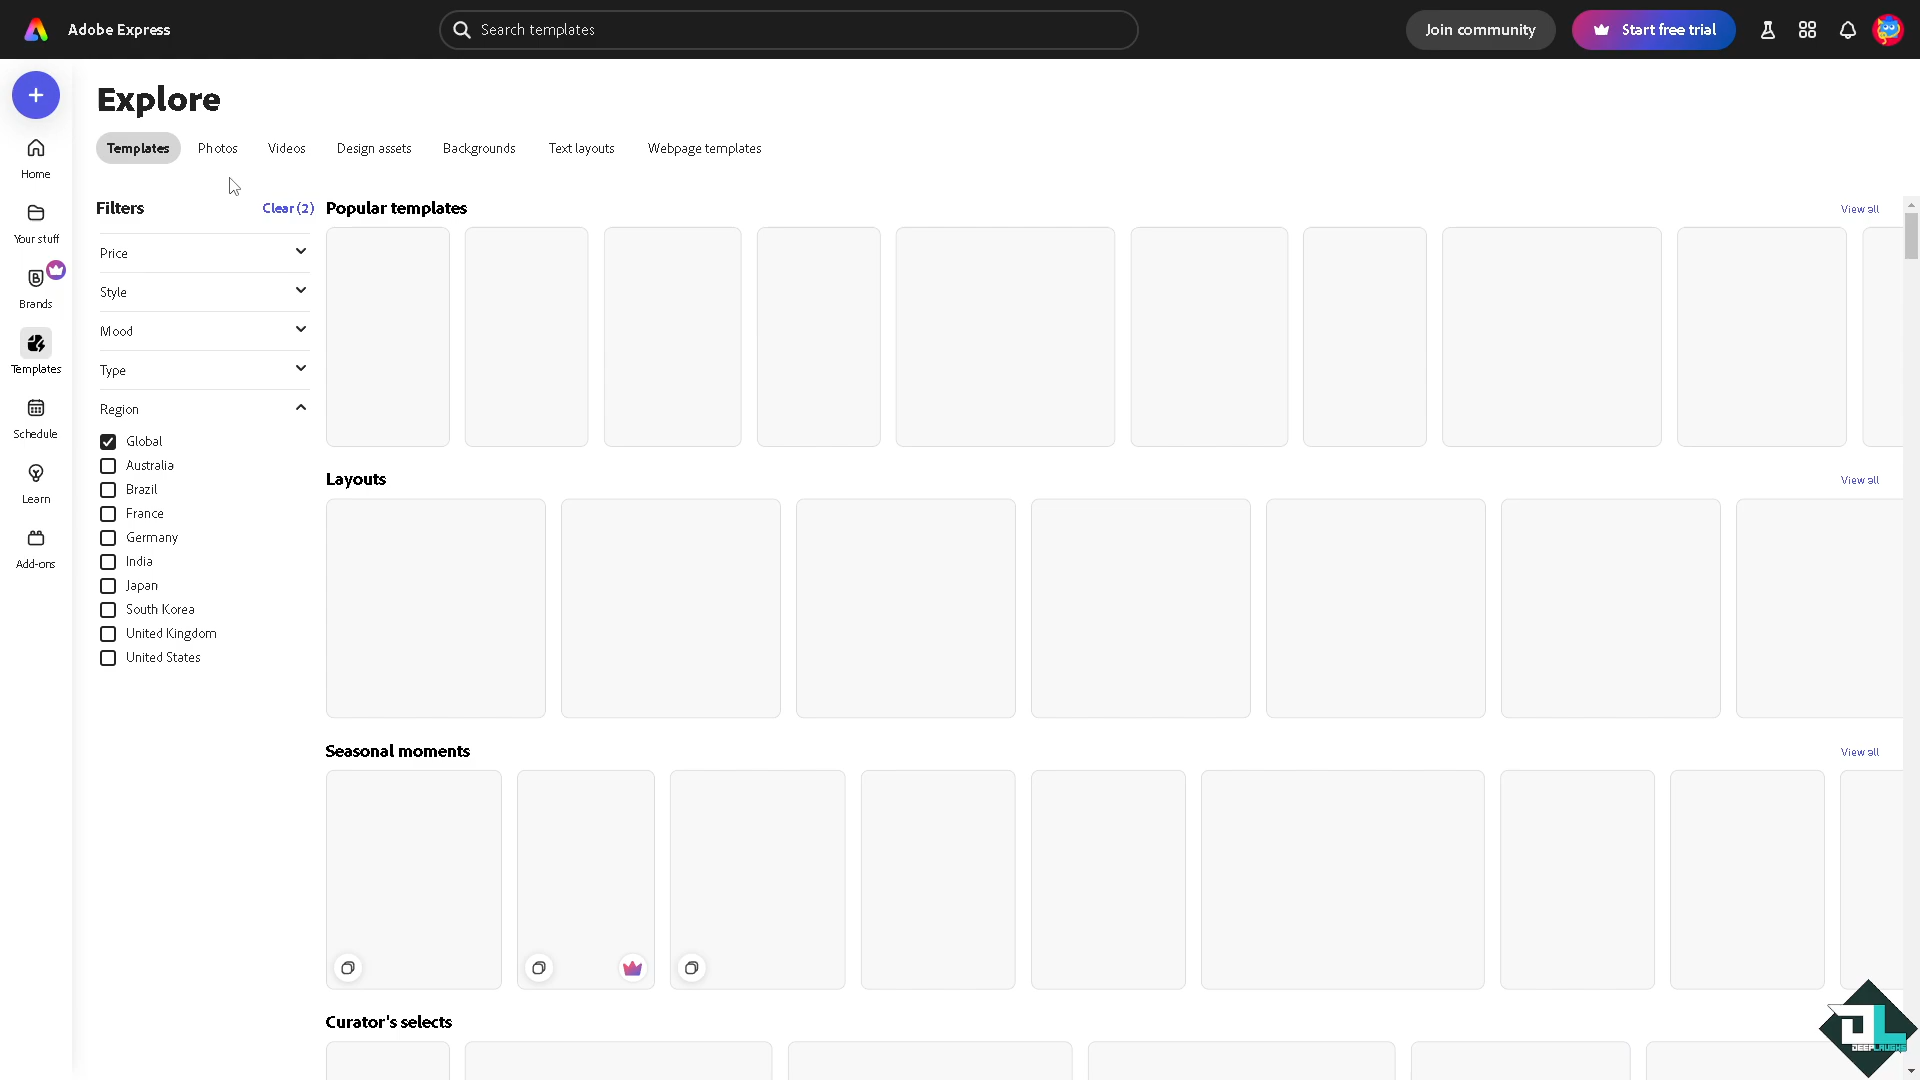 Adobe Express
Search templates
Join community
Start free trial
Explore
Templates
Photos
Videos
Design assets
Backgrounds
Text layouts
Webpage templates
Home
Your stuff
Brands
Templates
Schedule
Learn
Add-ons
Filters
Clear (2)
Price
Style
Mood
Type
Region
Global
Australia
Brazil
France
Germany
India
Japan
South Korea
United Kingdom
United States
Popular templates
View all
Layouts
View all
Seasonal moments
View all
Curator's selects
DEEPLAUGHS